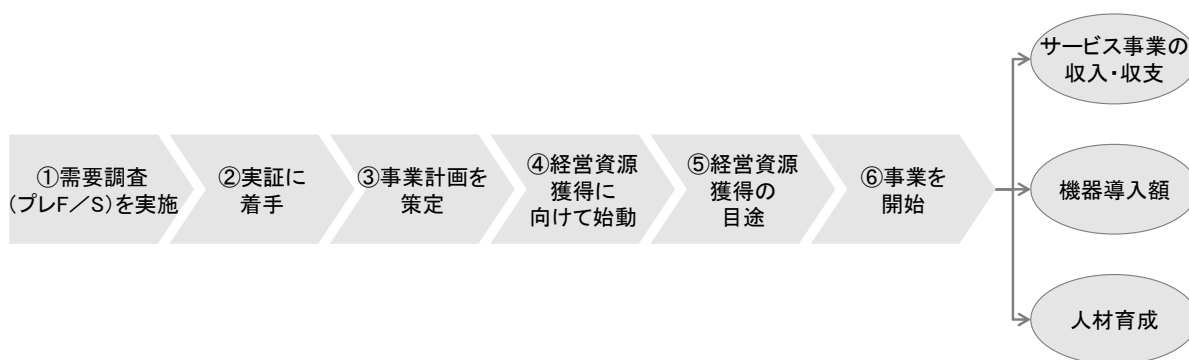 ①需要調査
(プレF／S)を実施
②実証に
着手
③事業計画を
策定
④経営資源
獲得に
向けて始動
⑤経営資源
獲得の
目途
⑥事業を
開始
サービス事業の
収入・収支
機器導入額
人材育成